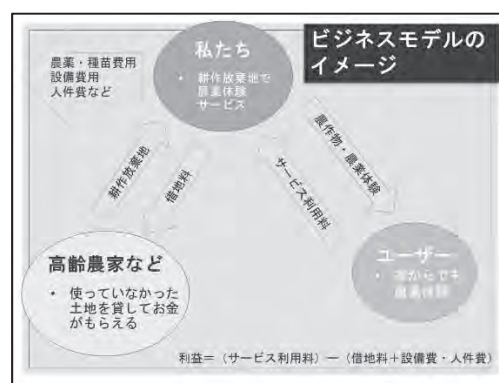 ビジネスモデルの
イメージ
私たち
• 耕作放棄地で
農業体験
サービス
農薬・種苗費用
設備費用
人件費など
耕作放棄地
借地料
サービス利用料
農作物・農業体験
高齢農家など
• 使っていなかった
土地を貸してお金
がもらえる
ユーザー
農業体験
利益=(サービス利用料)―(借地料+設備費・人件費)